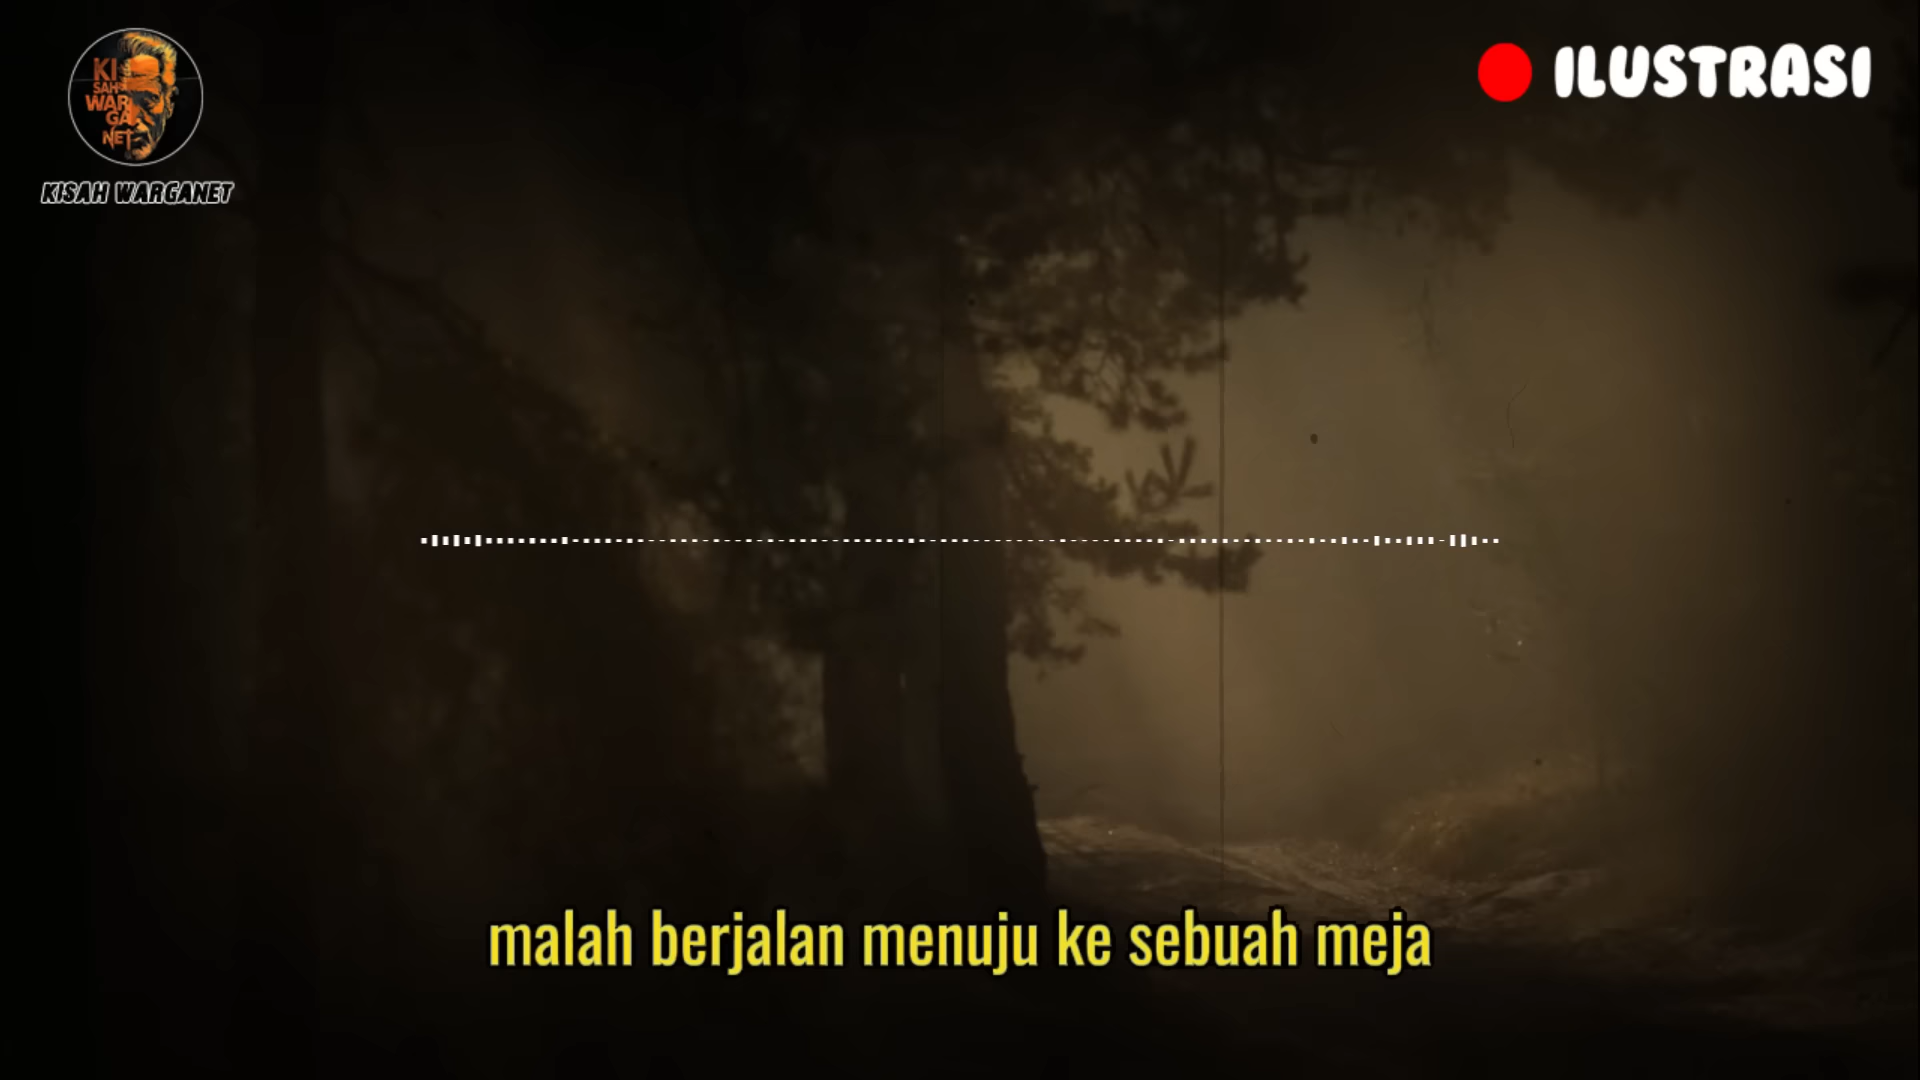 KI
SAH
WAR
GA
NET
KISAH WARGANET
ILUSTRASI
malah berjalan menuju ke sebuah meja